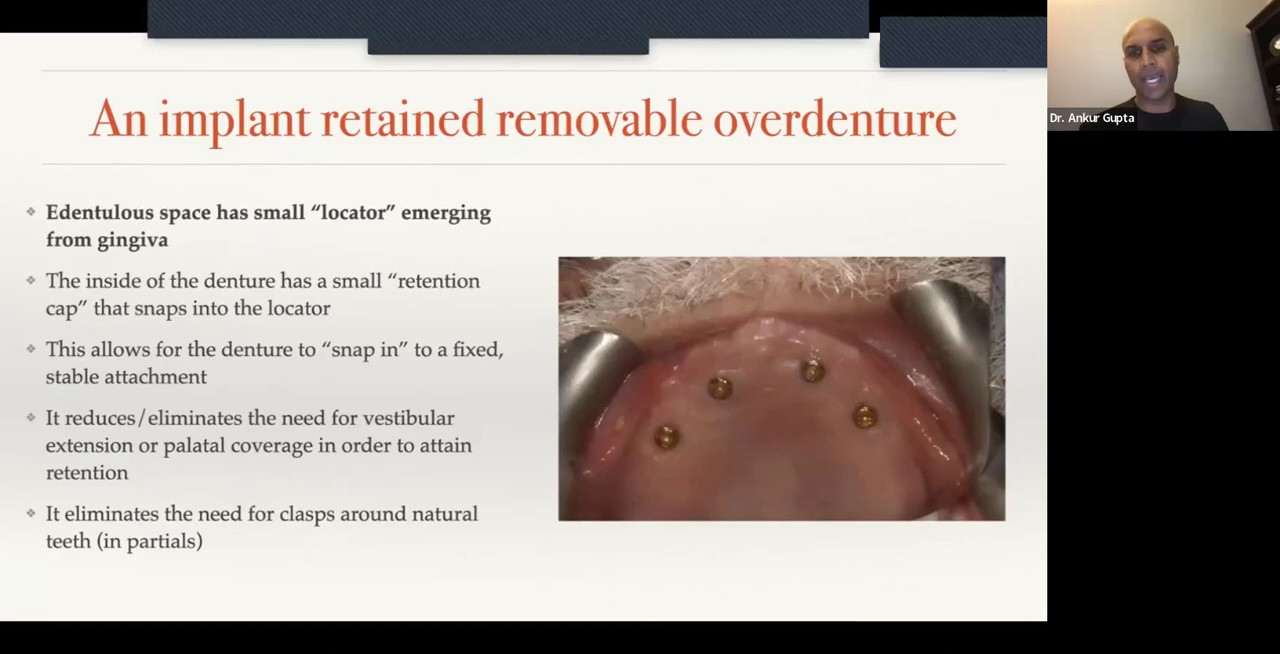 An implant retained removable overdenture
Dr. Ankur Gupta
❖ Edentulous space has small “locator” emerging
from gingiva
❖ The inside of the denture has a small “retention
cap” that snaps into the locator
❖ This allows for the denture to “snap in” to a fixed,
stable attachment
❖ It reduces/eliminates the need for vestibular
extension or palatal coverage in order to attain
retention
❖ It eliminates the need for clasps around natural
teeth (in partials)